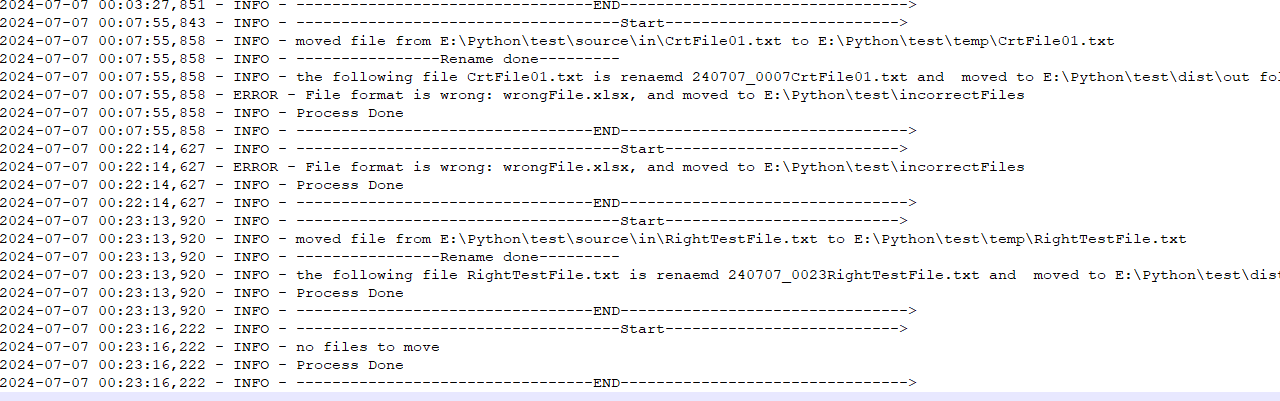 2024-07-07 00:03:27,851 - INFO - ---------------------------------END-------------------------------->
2024-07-07 00:07:55,843 - INFO - ------------------------------------Start-------------------------->
2024-07-07 00:07:55,858 - INFO - moved file from E:\Python\test\source\in\CrtFile01.txt to E:\Python\test\temp\CrtFile01.txt
2024-07-07 00:07:55,858 - INFO - ----------------Rename done---------
2024-07-07 00:07:55,858 - INFO - the following file CrtFile01.txt is renaemd 240707_0007CrtFile01.txt and  moved to E:\Python\test\dist\out fol
2024-07-07 00:07:55,858 - ERROR - File format is wrong: wrongFile.xlsx, and moved to E:\Python\test\incorrectFiles
2024-07-07 00:07:55,858 - INFO - Process Done
2024-07-07 00:07:55,858 - INFO - ---------------------------------END-------------------------------->
2024-07-07 00:22:14,627 - INFO - ------------------------------------Start-------------------------->
2024-07-07 00:22:14,627 - ERROR - File format is wrong: wrongFile.xlsx, and moved to E:\Python\test\incorrectFiles
2024-07-07 00:22:14,627 - INFO - Process Done
2024-07-07 00:22:14,627 - INFO - ---------------------------------END-------------------------------->
2024-07-07 00:23:13,920 - INFO - ------------------------------------Start-------------------------->
2024-07-07 00:23:13,920 - INFO - moved file from E:\Python\test\source\in\RightTestFile.txt to E:\Python\test\temp\RightTestFile.txt
2024-07-07 00:23:13,920 - INFO - ----------------Rename done---------
2024-07-07 00:23:13,920 - INFO - the following file RightTestFile.txt is renaemd 240707_0023RightTestFile.txt and  moved to E:\Python\test\dist
2024-07-07 00:23:13,920 - INFO - Process Done
2024-07-07 00:23:13,920 - INFO - ---------------------------------END-------------------------------->
2024-07-07 00:23:16,222 - INFO - ------------------------------------Start-------------------------->
2024-07-07 00:23:16,222 - INFO - no files to move
2024-07-07 00:23:16,222 - INFO - Process Done
2024-07-07 00:23:16,222 - INFO - ---------------------------------END-------------------------------->